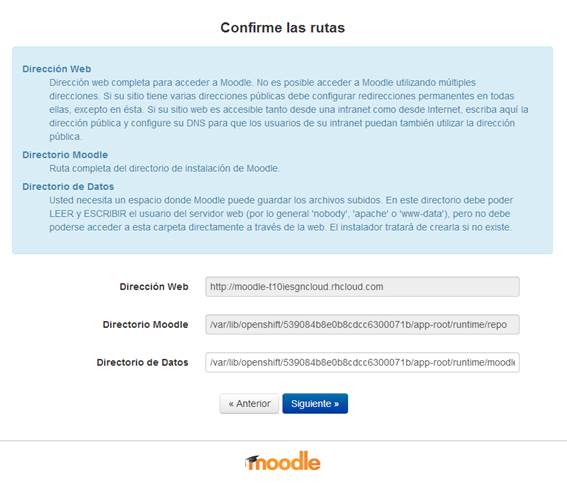 Confirme las rutas
Dirección Web
Dirección web completa para acceder a Moodle. No es posible acceder a Moodle utilizando múltiples
direcciones. Si su sitio tiene varias direcciones públicas debe configurar redirecciones permanentes en todas
ellas, excepto en ésta. Si su sitio web es accesible tanto desde una intranet como desde Internet, escriba aquí la
dirección pública y configure su DNS para que los usuarios de su intranet puedan también utilizar la dirección
pública.
Directorio Moodle
Ruta completa del directorio de instalación de Moodle.
Directorio de Datos
Usted necesita un espacio donde Moodle puede guardar los archivos subidos. En este directorio debe poder
LEER y ESCRIBIR el usuario del servidor web (por lo general 'nobody', 'apache' o 'www-data'), pero no debe
poderse acceder a esta carpeta directamente a través de la web. El instalador tratará de crearla si no existe.
Dirección Web http://moodle-t10iesgncloud.rhcloud.com
Directorio Moodle /var/lib/openshift/539084b8e0b8cdcc6300071b/app-root/runtime/repo
Directorio de Datos /var/lib/openshift/539084b8e0b8cdcc6300071b/app-root/runtime/moodle
« Anterior Siguiente »
moodle